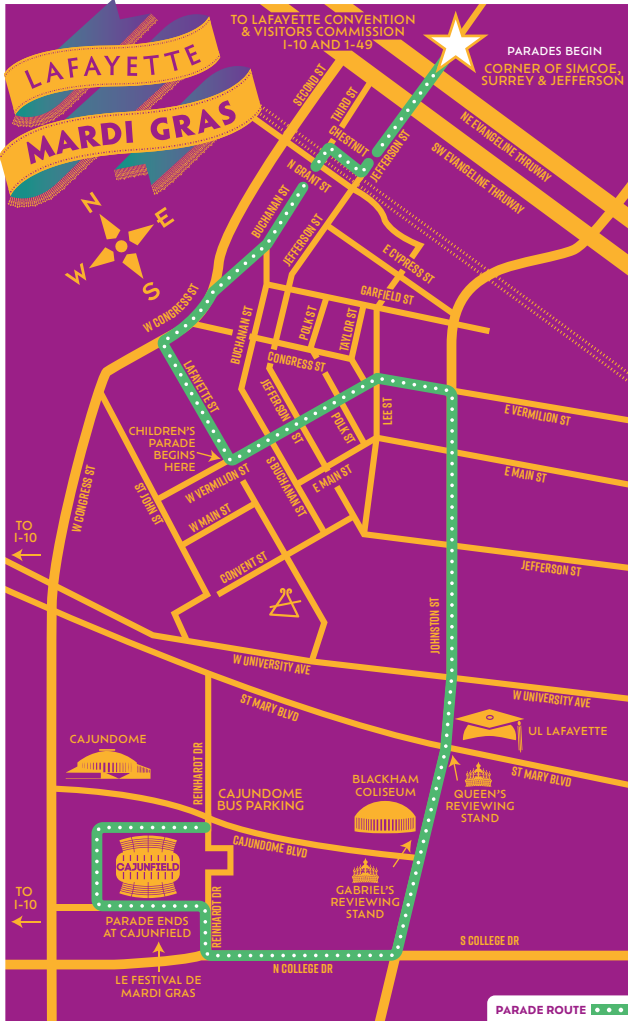 LAFAYETTE
MARDI GRAS
TO LAFAYETTE CONVENTION
& VISITORS COMMISSION
I-10 AND 1-49
PARADES BEGIN
CORNER OF SIMCOE,
SURREY & JEFFERSON
NE EVANGELINE THRUWAY
SW EVANGELINE THRUWAY
SECOND ST
THIRD ST
CHESTNUT
JEFFERSON ST
N GRANT ST
BUCHANAN ST
JEFFERSON ST
E CYPRESS ST
GARFIELD ST
N
E
W
S
W CONGRESS ST
BUCHANAN ST
POLK ST
TAYLOR ST
CONGRESS ST
LAFAYETTE ST
JEFFERSON ST
POLK ST
LEE ST
E VERMILION ST
CHILDREN'S
PARADE
BEGINS
HERE
W VERMILION ST
S BUCHANAN ST
E MAIN ST
E MAIN ST
W CONGRESS ST
ST JOHN ST
W MAIN ST
CONVENT ST
JEFFERSON ST
TO
I-10
JOHNSTON ST
W UNIVERSITY AVE
W UNIVERSITY AVE
ST MARY BLVD
UL LAFAYETTE
ST MARY BLVD
CAJUNDOME
REINHARDT DR
CAJUNDOME
BUS PARKING
BLACKHAM
COLISEUM
QUEEN'S
REVIEWING
STAND
CAJUNDOME BLVD
CAJUNFIELD
GABRIEL'S
REVIEWING
STAND
TO
I-10
PARADE ENDS
AT CAJUNFIELD
REINHARDT DR
S COLLEGE DR
N COLLEGE DR
LE FESTIVAL DE
MARDI GRAS
PARADE ROUTE